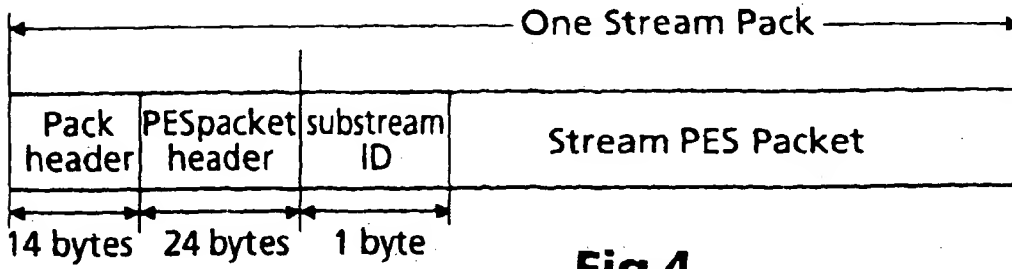 One Stream Pack
Pack header
PESpacket header
substream ID
Stream PES Packet
14 bytes
24 bytes
1 byte
Fig.4